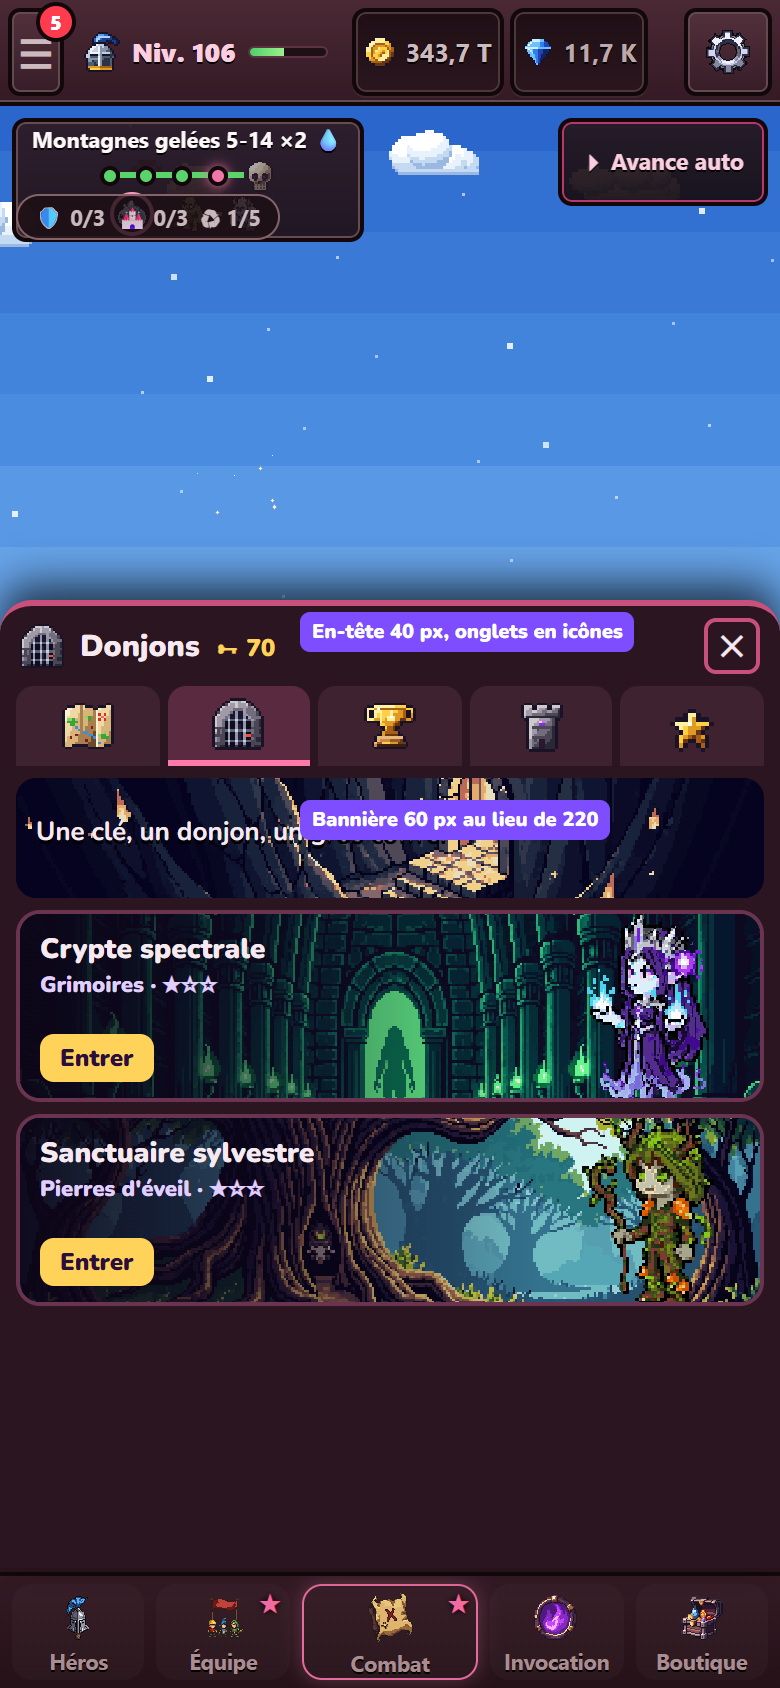 5
Niv. 106
343,7 T
11,7 K
Montagnes gelées 5-14 ×2
Avance auto
0/3
0/3
1/5
Donjons
70
En-tête 40 px, onglets en icônes
Une clé, un donjon, un
Bannière 60 px au lieu de 220
Crypte spectrale
Grimoires · ★☆☆
Entrer
Sanctuaire sylvestre
Pierres d'éveil · ★☆☆
Entrer
Héros
Équipe
Combat
Invocation
Boutique